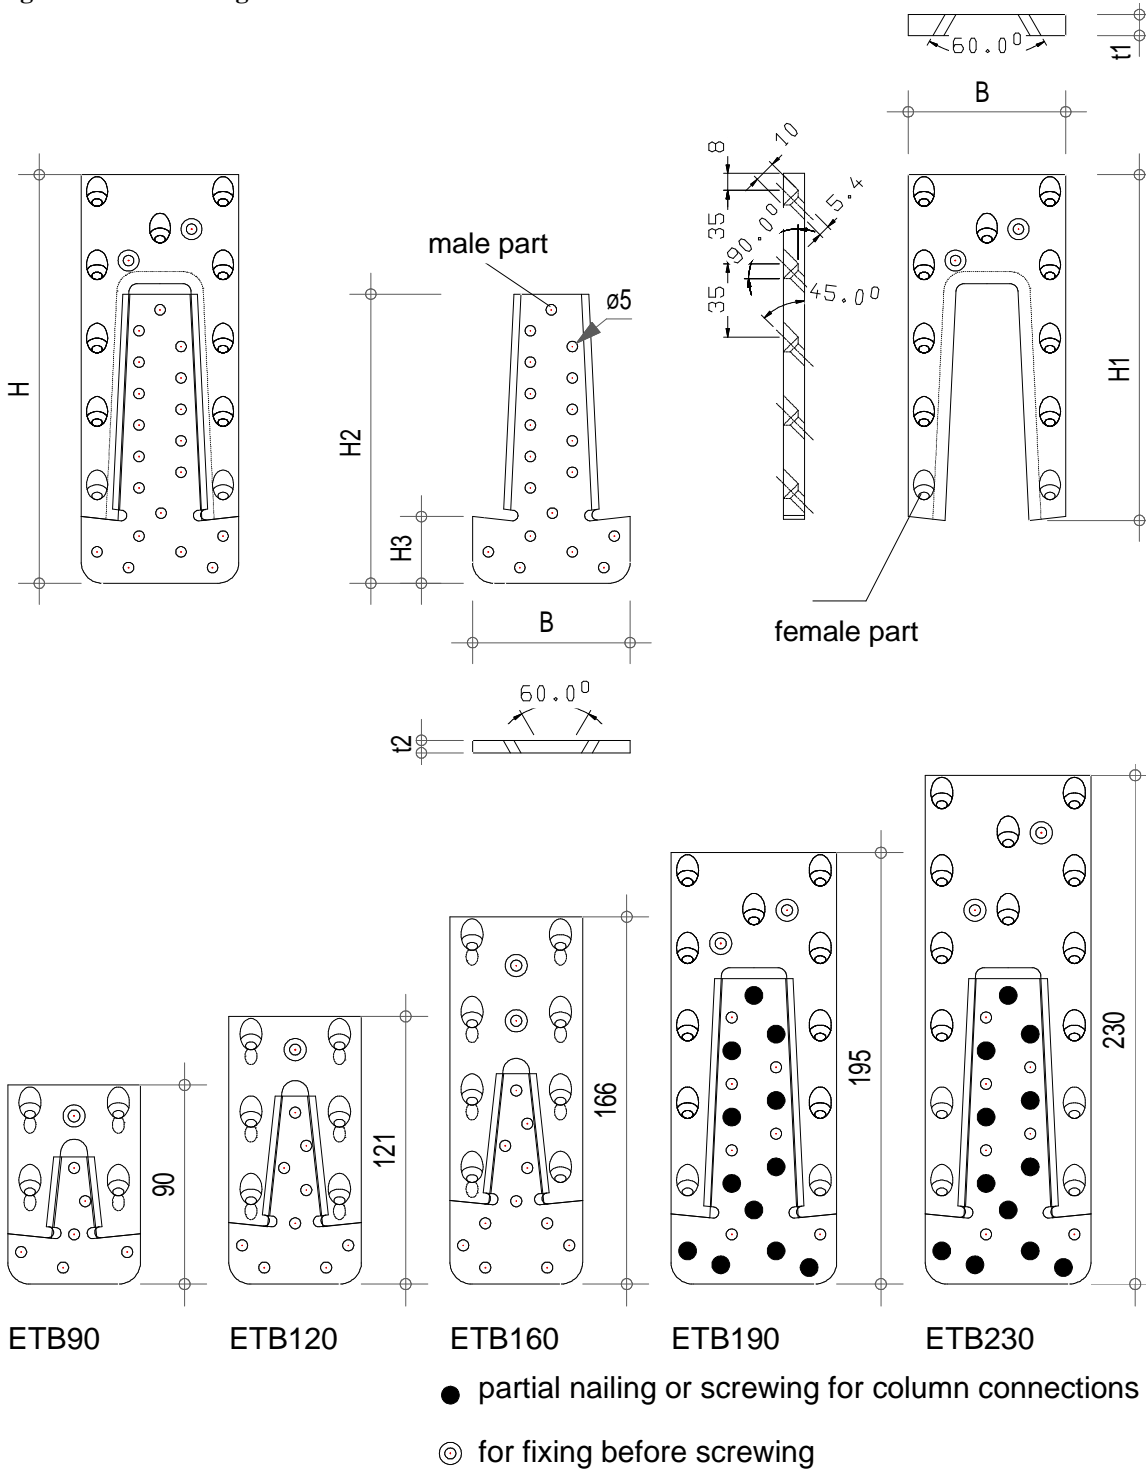 60.0°
t1
B
8
10
35
90.0°
5.4
35
45.0°
male part
ø5
H
H2
H3
H1
B
female part
60.0°
t2
90
121
166
195
230
ETB90 ETB120 ETB160 ETB190 ETB230
partial nailing or screwing for column connections
for fixing before screwing